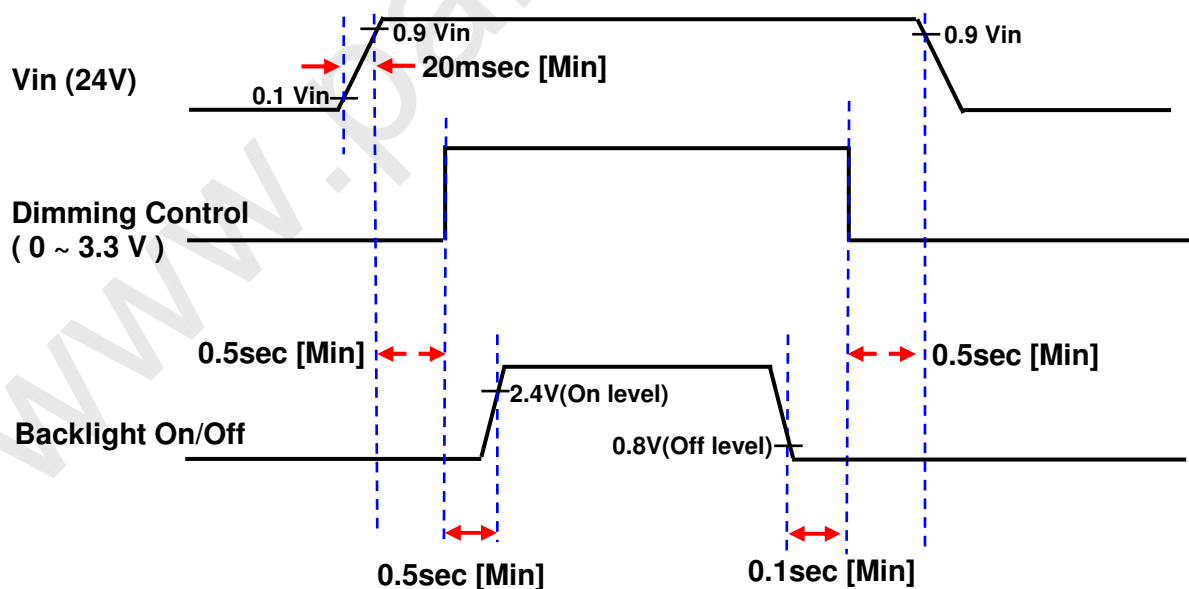 0.9 Vin
0.9 Vin
Vin (24V)
20msec [Min]
0.1 Vin
Dimming Control
( 0 ~ 3.3 V )
0.5sec [Min]
0.5sec [Min]
2.4V(On level)
Backlight On/Off
0.8V(Off level)
0.5sec [Min]
0.1sec [Min]
www.pa